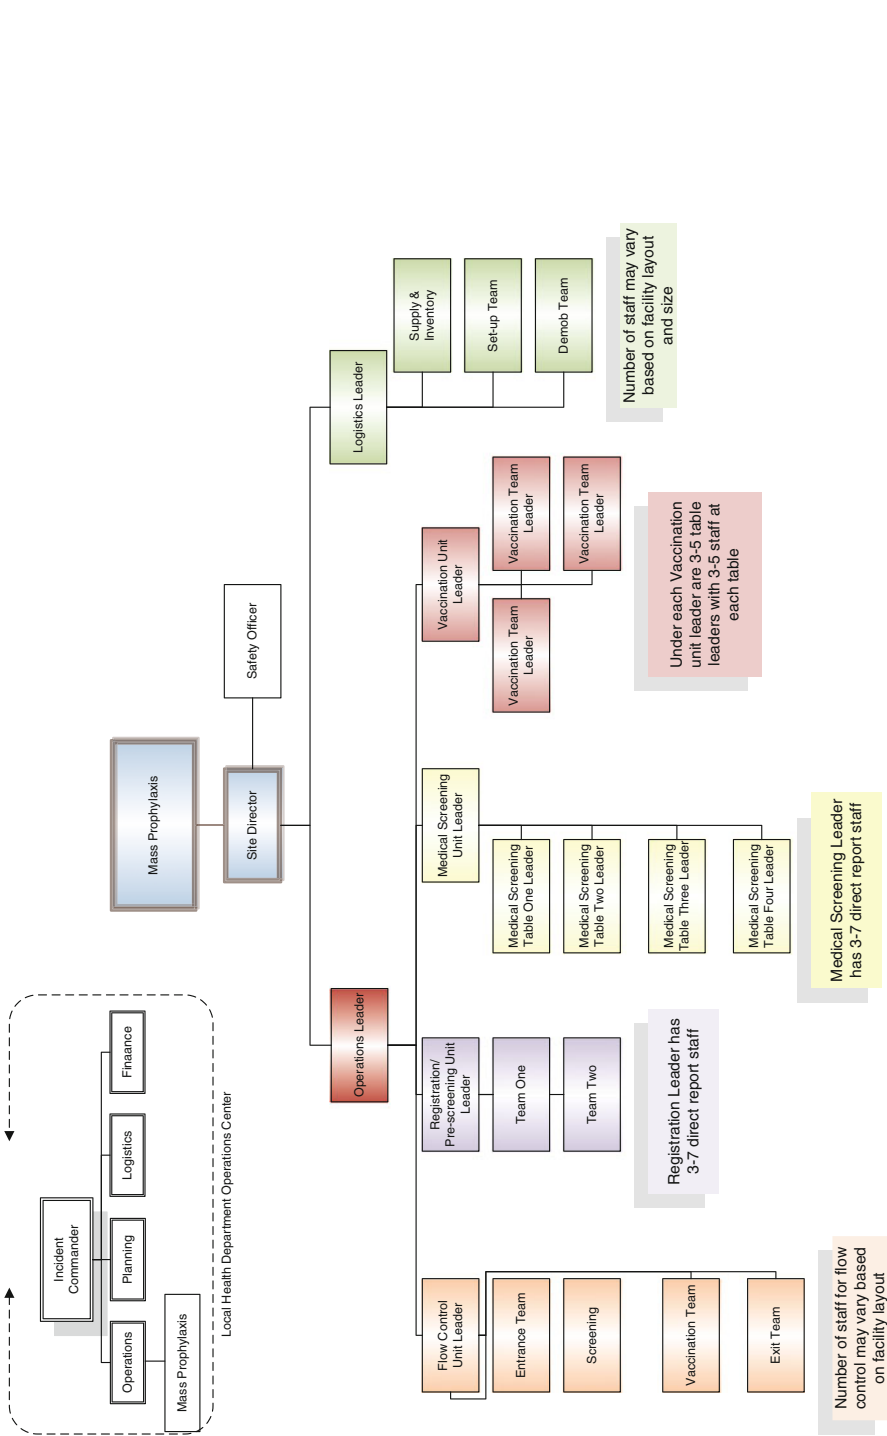 Incident
Commander
Operations
Planning
Logistics
Finaance
Mass Prophylaxis
Local Health Department Operations Center
Mass Prophylaxis
Site Director
Safety Officer
Operations Leader
Logistics Leader
Flow Control
Unit Leader
Entrance Team
Screening
Vaccination Team
Exit Team
Number of staff for flow
control may vary based
on facility layout
Registration/
Pre-screening Unit
Leader
Team One
Team Two
Registration Leader has
3-7 direct report staff
Medical Screening
Unit Leader
Medical Screening
Table One Leader
Medical Screening
Table Two Leader
Medical Screening
Table Three Leader
Medical Screening
Table Four Leader
Medical Screening Leader
has 3-7 direct report staff
Vaccination Unit
Leader
Vaccination Team
Leader
Vaccination Team
Leader
Vaccination Team
Leader
Under each Vaccination
unit leader are 3-5 table
leaders with 3-5 staff at
each table
Supply &
Inventory
Set-up Team
Demob Team
Number of staff may vary
based on facility layout
and size